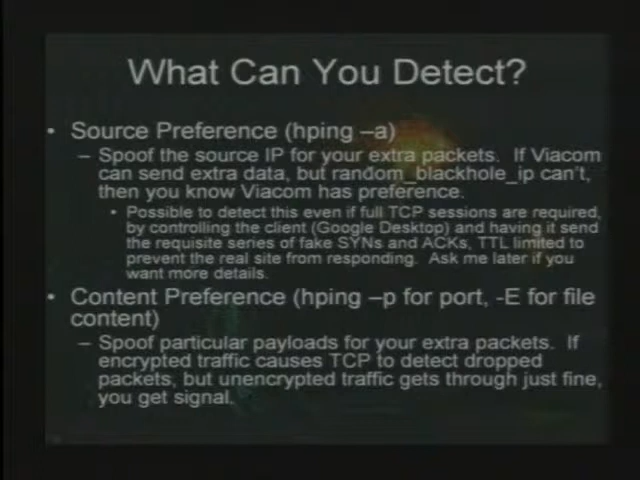 What Can You Detect?
• Source Preference (hping –a)
– Spoof the source IP for your extra packets. If Viacom
can send extra data, but random_blackhole_ip can't,
then you know Viacom has preference.
• Possible to detect this even if full TCP sessions are required,
by controlling the client (Google Desktop) and having it send
the requisite series of fake SYNs and ACKs, TTL limited to
prevent the real site from responding. Ask me later if you
want more details.
• Content Preference (hping –p for port, -E for file
content)
– Spoof particular payloads for your extra packets. If
encrypted traffic causes TCP to detect dropped
packets, but unencrypted traffic gets through just fine,
you get signal.